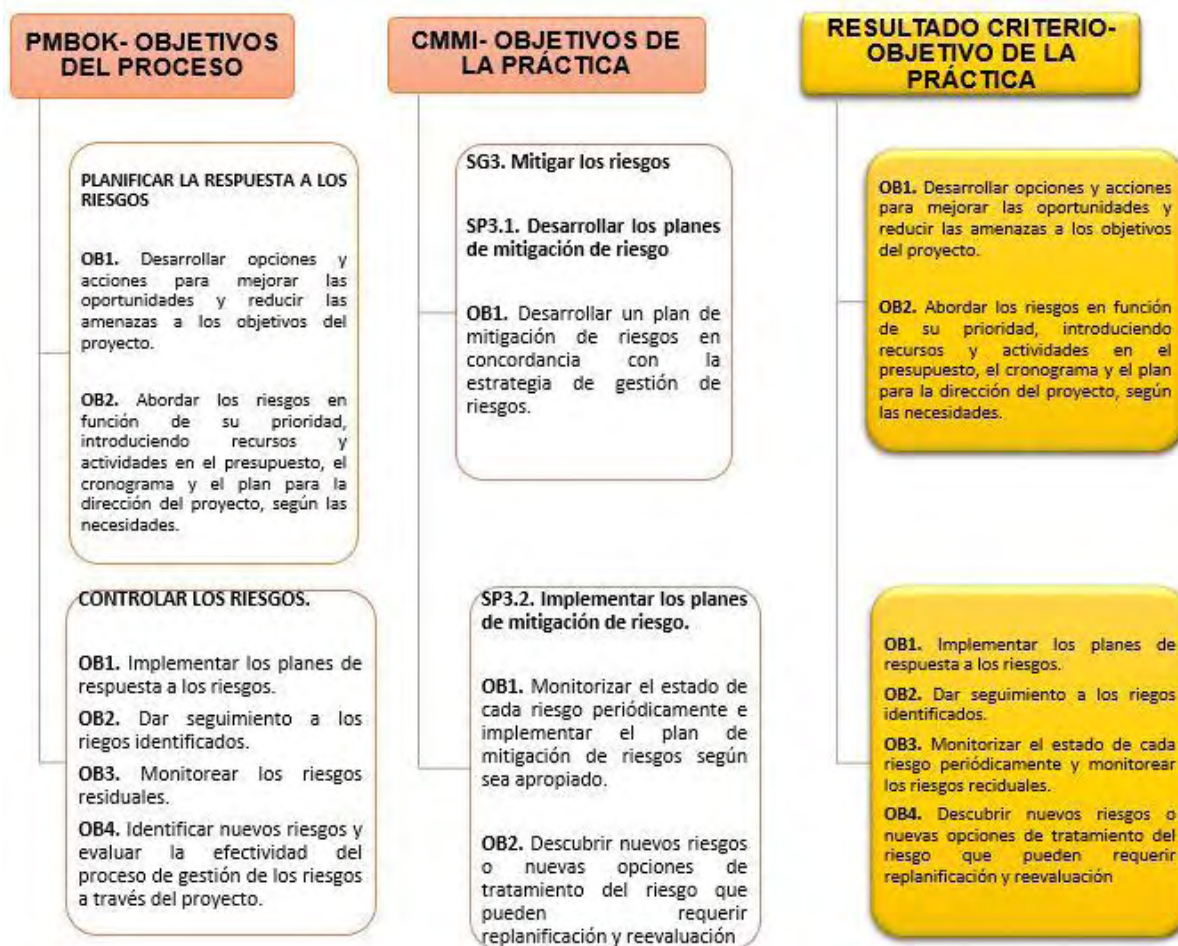 PMBOK- OBJETIVOS
DEL PROCESO
PLANIFICAR LA RESPUESTA A LOS
RIESGOS
OB1. Desarrollar opciones y
acciones para mejorar las
oportunidades y reducir las
amenazas a los objetivos del
proyecto.
OB2. Abordar los riesgos en
función de su prioridad,
introduciendo recursos y
actividades en el presupuesto, el
cronograma y el plan para la
dirección del proyecto, según las
necesidades.
CONTROLAR LOS RIESGOS.
OB1. Implementar los planes de
respuesta a los riesgos.
OB2. Dar seguimiento a los
riegos identificados.
OB3. Monitorear los riesgos
residuales.
OB4. Identificar nuevos riesgos y
evaluar la efectividad del
proceso de gestión de los riesgos
a través del proyecto.
CMMI- OBJETIVOS DE
LA PRÁCTICA
SG3. Mitigar los riesgos
SP3.1. Desarrollar los planes
de mitigación de riesgo
OB1. Desarrollar un plan de
mitigación de riesgos en
concordancia con la
estrategia de gestión de
riesgos.
SP3.2. Implementar los planes
de mitigación de riesgo.
OB1. Monitorizar el estado de
cada riesgo periódicamente e
implementar el plan de
mitigación de riesgos según
sea apropiado.
OB2. Descubrir nuevos riesgos
o nuevas opciones de
tratamiento del riesgo que
pueden requerir
replanificación y reevaluación
RESULTADO CRITERIO-
OBJETIVO DE LA
PRÁCTICA
OB1. Desarrollar opciones y acciones
para mejorar las oportunidades y
reducir las amenazas a los objetivos
del proyecto.
OB2. Abordar los riesgos en función
de su prioridad, introduciendo
recursos y actividades en el
presupuesto, el cronograma y el plan
para la dirección del proyecto, según
las necesidades.
OB1. Implementar los planes de
respuesta a los riesgos.
OB2. Dar seguimiento a los riegos
identificados.
OB3. Monitorizar el estado de cada
riesgo periódicamente y monitorear
los riesgos reciduales.
OB4. Descubrir nuevos riesgos o
nuevas opciones de tratamiento del
riesgo que pueden requerir
replanificación y reevaluación